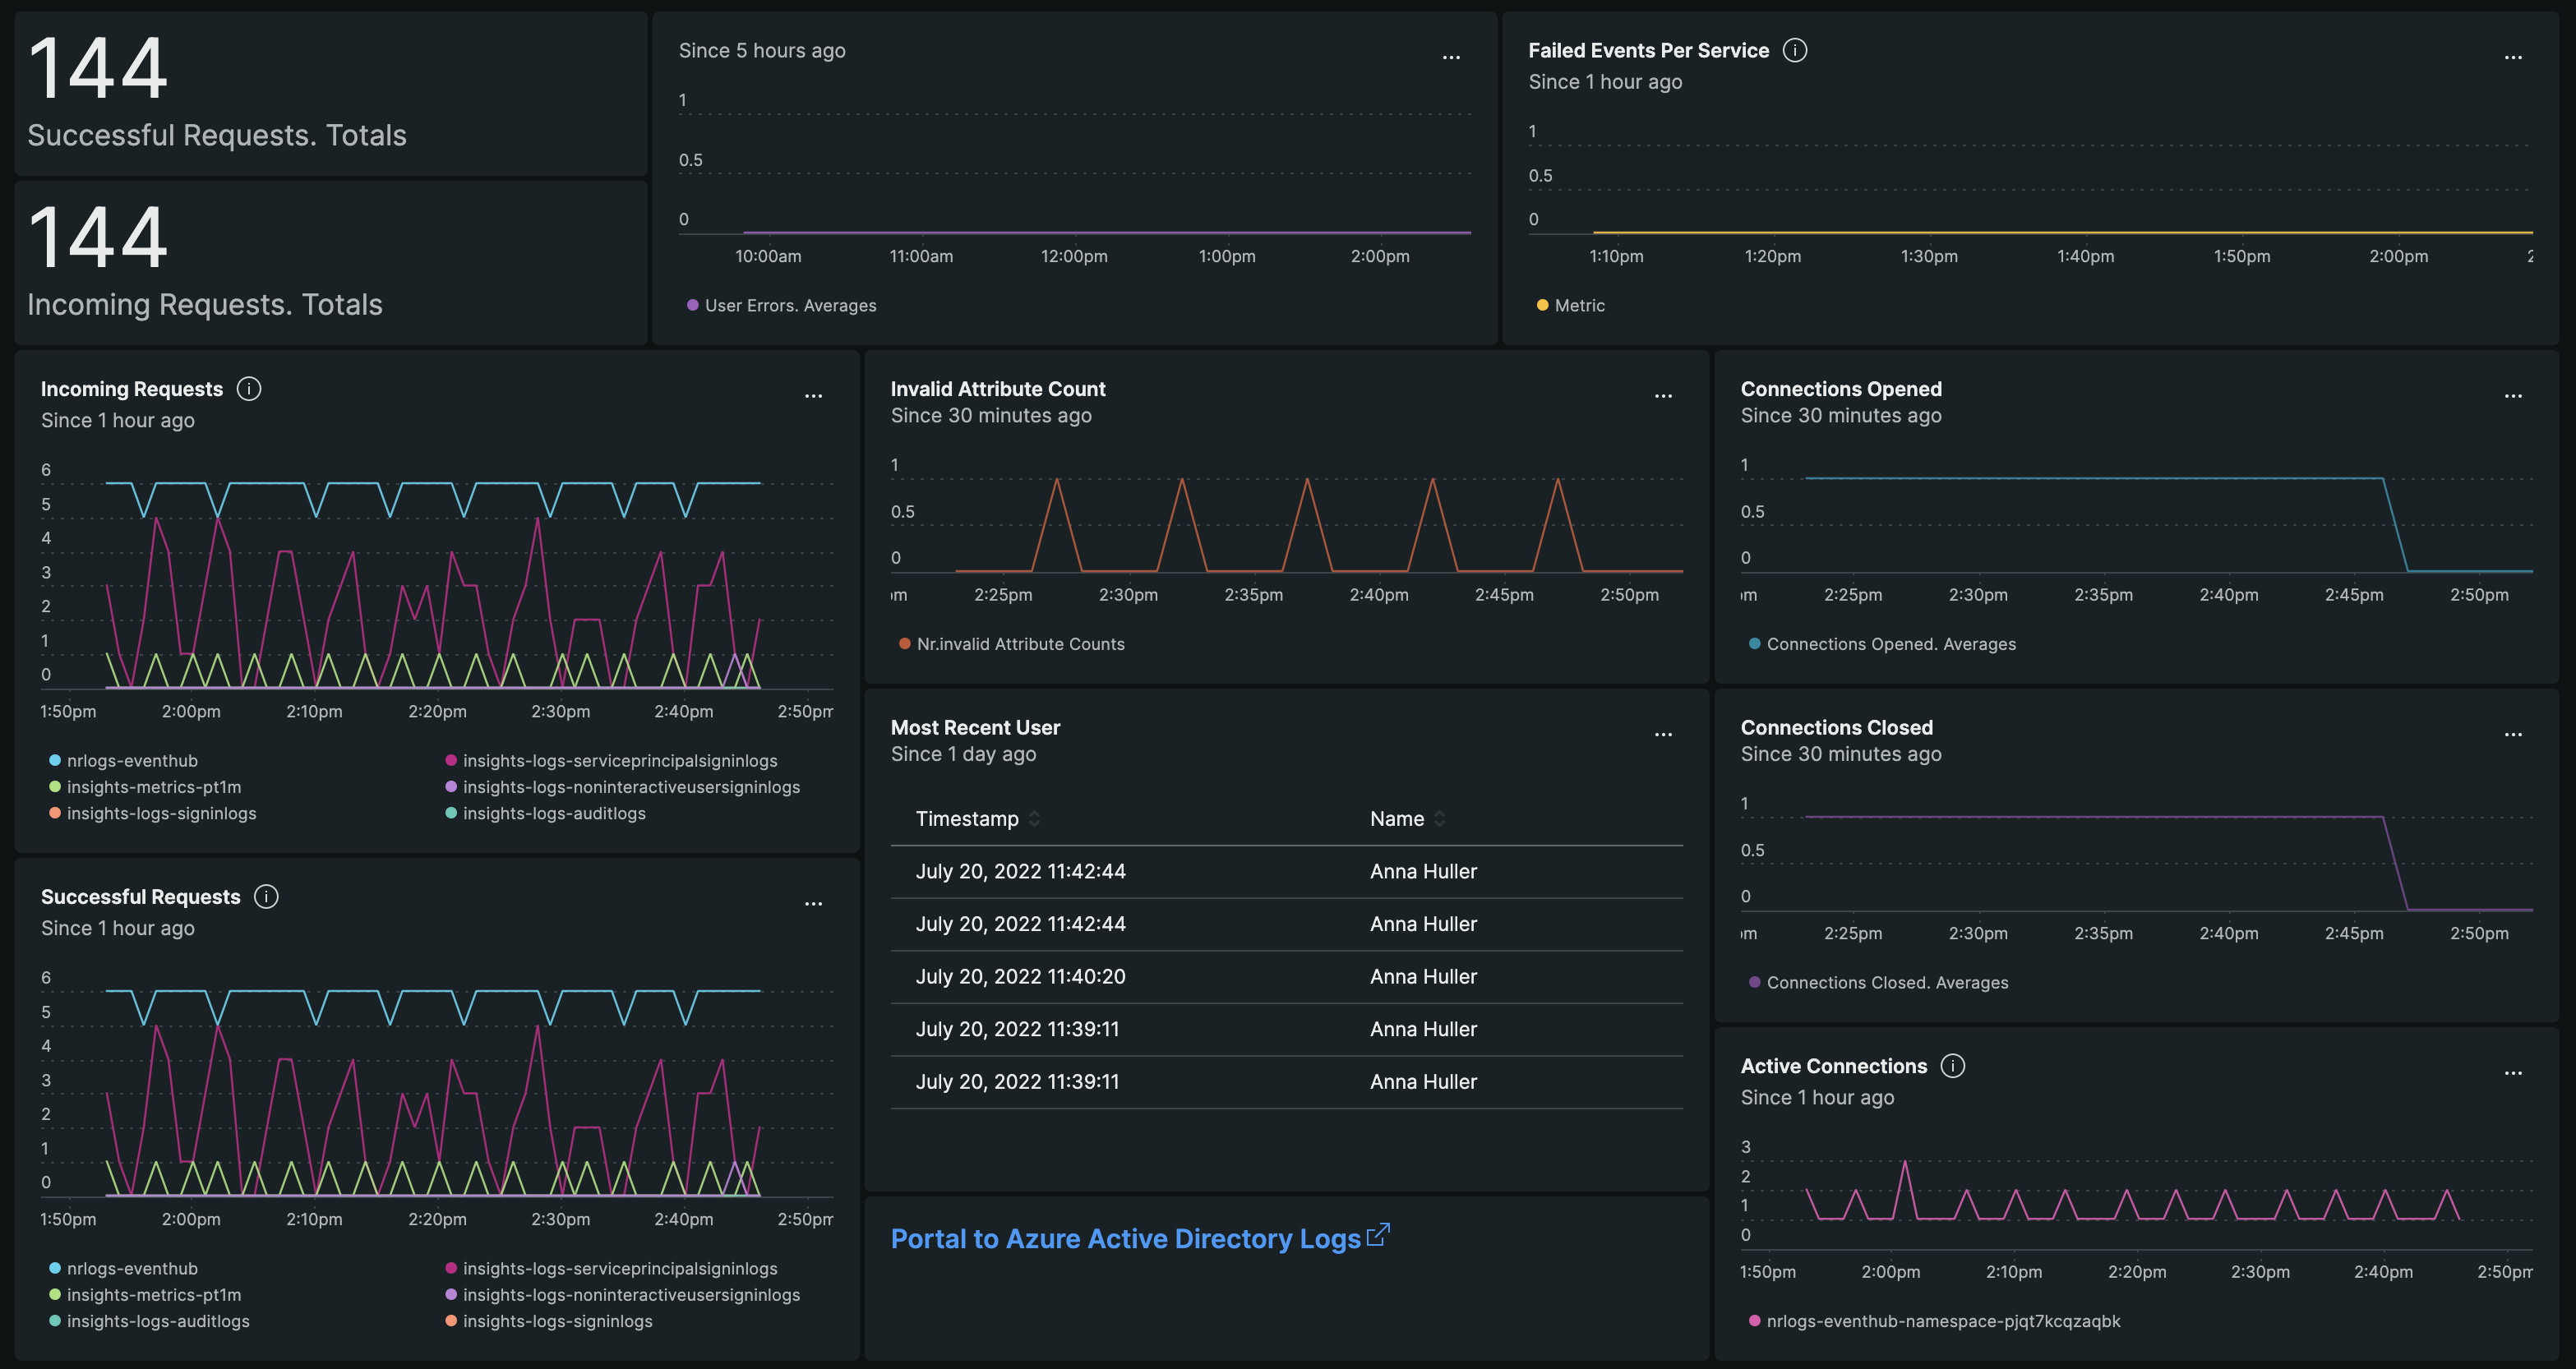 144
Successful Requests. Totals
144
Incoming Requests. Totals
Since 5 hours ago
...
1
0.5
0
10:00am 11:00am 12:00pm 1:00pm 2:00pm
User Errors. Averages
Failed Events Per Service
...
Since 1 hour ago
1
0.5
0
1:10pm 1:20pm 1:30pm 1:40pm 1:50pm 2:00pm 2
Metric
Incoming Requests
...
Since 1 hour ago
6
5
4
3
2
1
0
1:50pm 2:00pm 2:10pm 2:20pm 2:30pm 2:40pm 2:50pm
nrlogs-eventhub insights-logs-serviceprincipalsigninlogs
insights-metrics-pt1m insights-logs-noninteractiveusersigninlogs
insights-logs-signinlogs insights-logs-auditlogs
Invalid Attribute Count
...
Since 30 minutes ago
1
0.5
0
pm 2:25pm 2:30pm 2:35pm 2:40pm 2:45pm 2:50pm
Nr.invalid Attribute Counts
Connections Opened
...
Since 30 minutes ago
1
0.5
0
pm 2:25pm 2:30pm 2:35pm 2:40pm 2:45pm 2:50pm
Connections Opened. Averages
Most Recent User
...
Since 1 day ago
Timestamp Name
July 20, 2022 11:42:44 Anna Huller
July 20, 2022 11:42:44 Anna Huller
July 20, 2022 11:40:20 Anna Huller
July 20, 2022 11:39:11 Anna Huller
July 20, 2022 11:39:11 Anna Huller
Connections Closed
...
Since 30 minutes ago
1
0.5
0
pm 2:25pm 2:30pm 2:35pm 2:40pm 2:45pm 2:50pm
Connections Closed. Averages
Successful Requests
...
Since 1 hour ago
6
5
4
3
2
1
0
1:50pm 2:00pm 2:10pm 2:20pm 2:30pm 2:40pm 2:50pm
nrlogs-eventhub insights-logs-serviceprincipalsigninlogs
insights-metrics-pt1m insights-logs-noninteractiveusersigninlogs
insights-logs-auditlogs insights-logs-signinlogs
Portal to Azure Active Directory Logs
Active Connections
...
Since 1 hour ago
3
2
1
0
1:50pm 2:00pm 2:10pm 2:20pm 2:30pm 2:40pm 2:50pm
nrlogs-eventhub-namespace-pjqt7kcqzaqbk